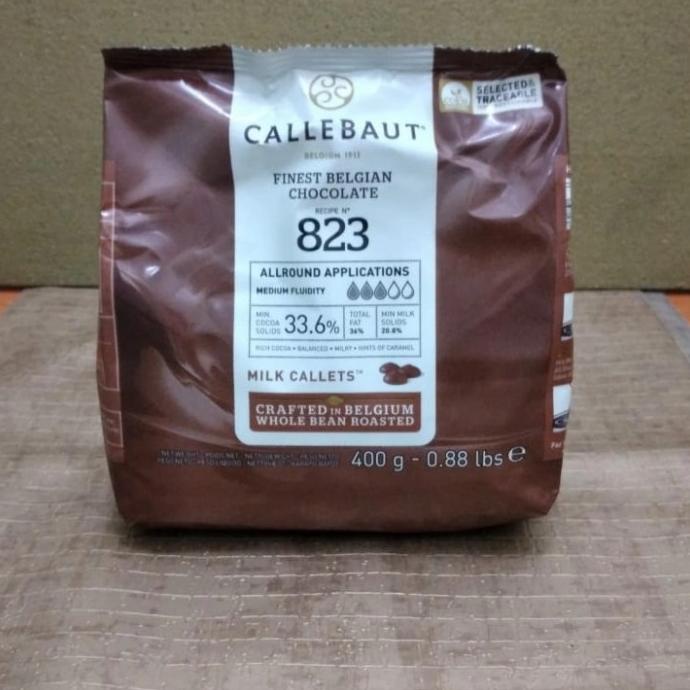 CALLEBAUT
BELGIUM 1911
FINEST BELGIAN
CHOCOLATE
RECIPE N°
823
ALLROUND APPLICATIONS
MEDIUM FLUIDITY
MIN.
COCOA
SOLIDS
33.6%
TOTAL
FAT
36%
MIN MILK
SOLIDS
20.8%
RICH COCOA • BALANCED • MILKY • HINTS OF CARAMEL
MILK CALLETS™
CRAFTED IN BELGIUM
WHOLE BEAN ROASTED
SELECTED &
TRACEABLE
400 g - 0.88 lbs e